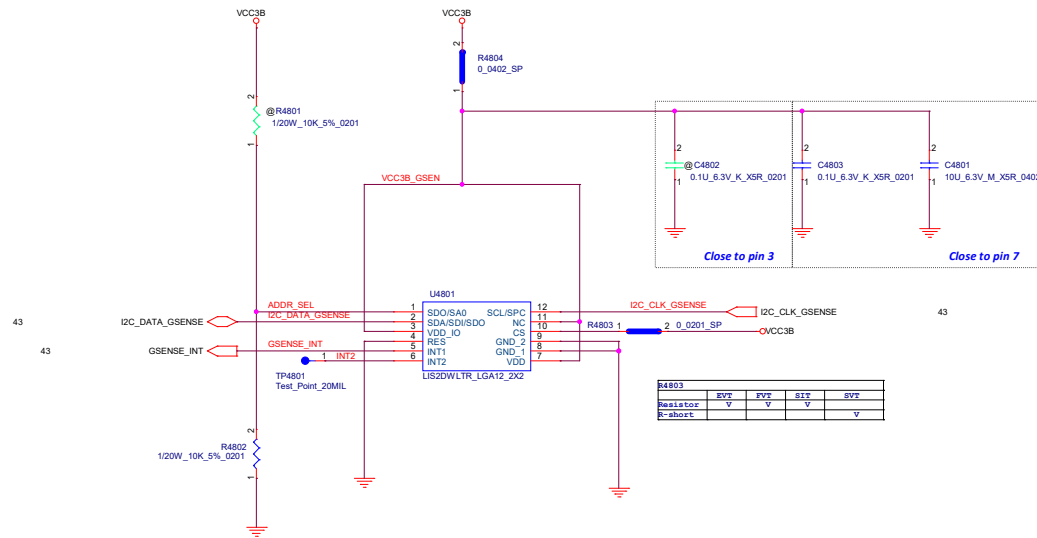 VCC3B
VCC3B
2
R4804
0_0402_SP
1
2
@R4801
1/20W_10K_5%_0201
1
2
@C4802
0.1U_6.3V_K_X5R_0201
1
2
C4803
0.1U_6.3V_K_X5R_0201
1
2
C4801
10U_6.3V_M_X5R_0402
1
VCC3B_GSEN
Close to pin 3
Close to pin 7
U4801
ADDR_SEL
1
SDO/SA0
SCL/SPC
12
I2C_CLK_GSENSE
I2C_CLK_GSENSE
43
43
I2C_DATA_GSENSE
I2C_DATA_GSENSE
2
SDA/SDI/SDO
NC
11
3
VDD_IO
CS
10
R4803
1
2
0_0201_SP
VCC3B
4
RES
GND_2
9
43
GSENSE_INT
GSENSE_INT
5
INT1
GND_1
8
1
INT2
6
INT2
VDD
7
TP4801
Test_Point_20MIL
LIS2DWLTR_LGA12_2X2
R4803
EVT FVT SIT SVT
Resistor V V V
R-short V
2
R4802
1/20W_10K_5%_0201
1